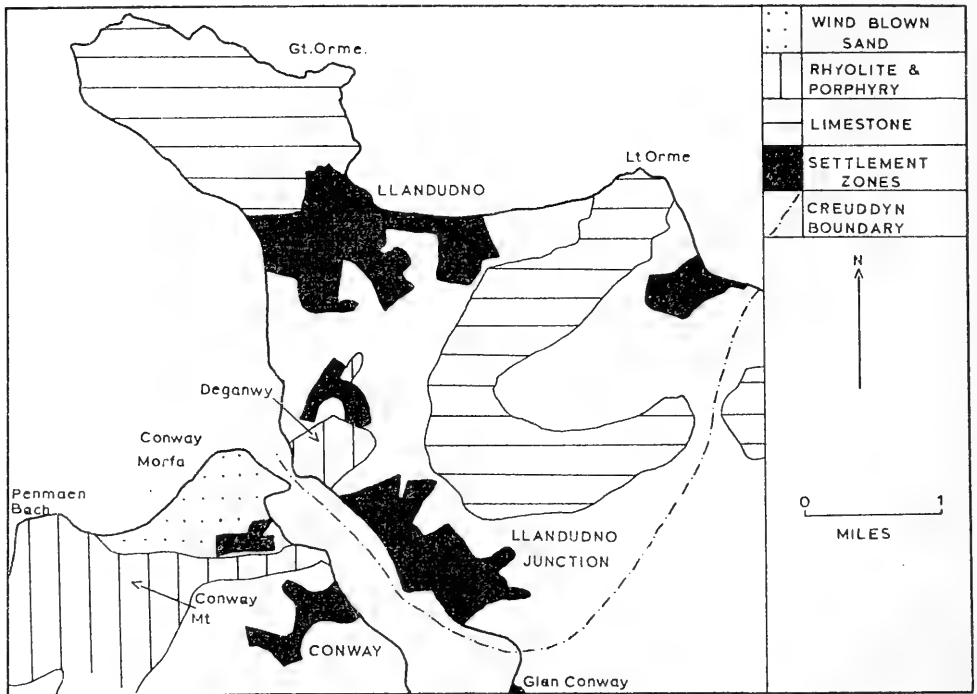 Gt.Orme.
Lt Orme
LLANDUDNO
Deganwy
Conway
Morfa
Penmaen
Bach
LLANDUDNO
JUNCTION
Conway
Mt
CONWAY
Glan Conway
WIND BLOWN
SAND
RHYOLITE &
PORPHYRY
LIMESTONE
SETTLEMENT
ZONES
CREUDDYN
BOUNDARY
N
0 1
MILES